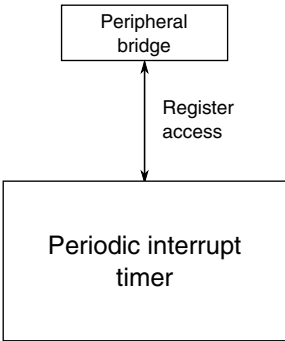 Peripheral
bridge
Register
access
Periodic interrupt
timer